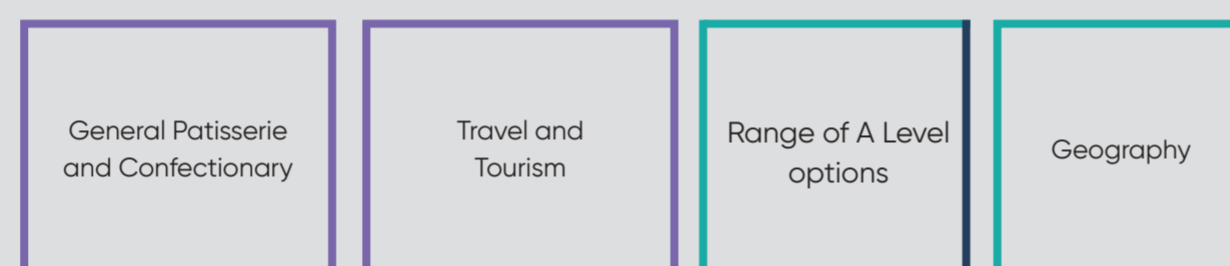 General Patisserie
and Confectionary
Travel and
Tourism
Range of A Level
options
Geography